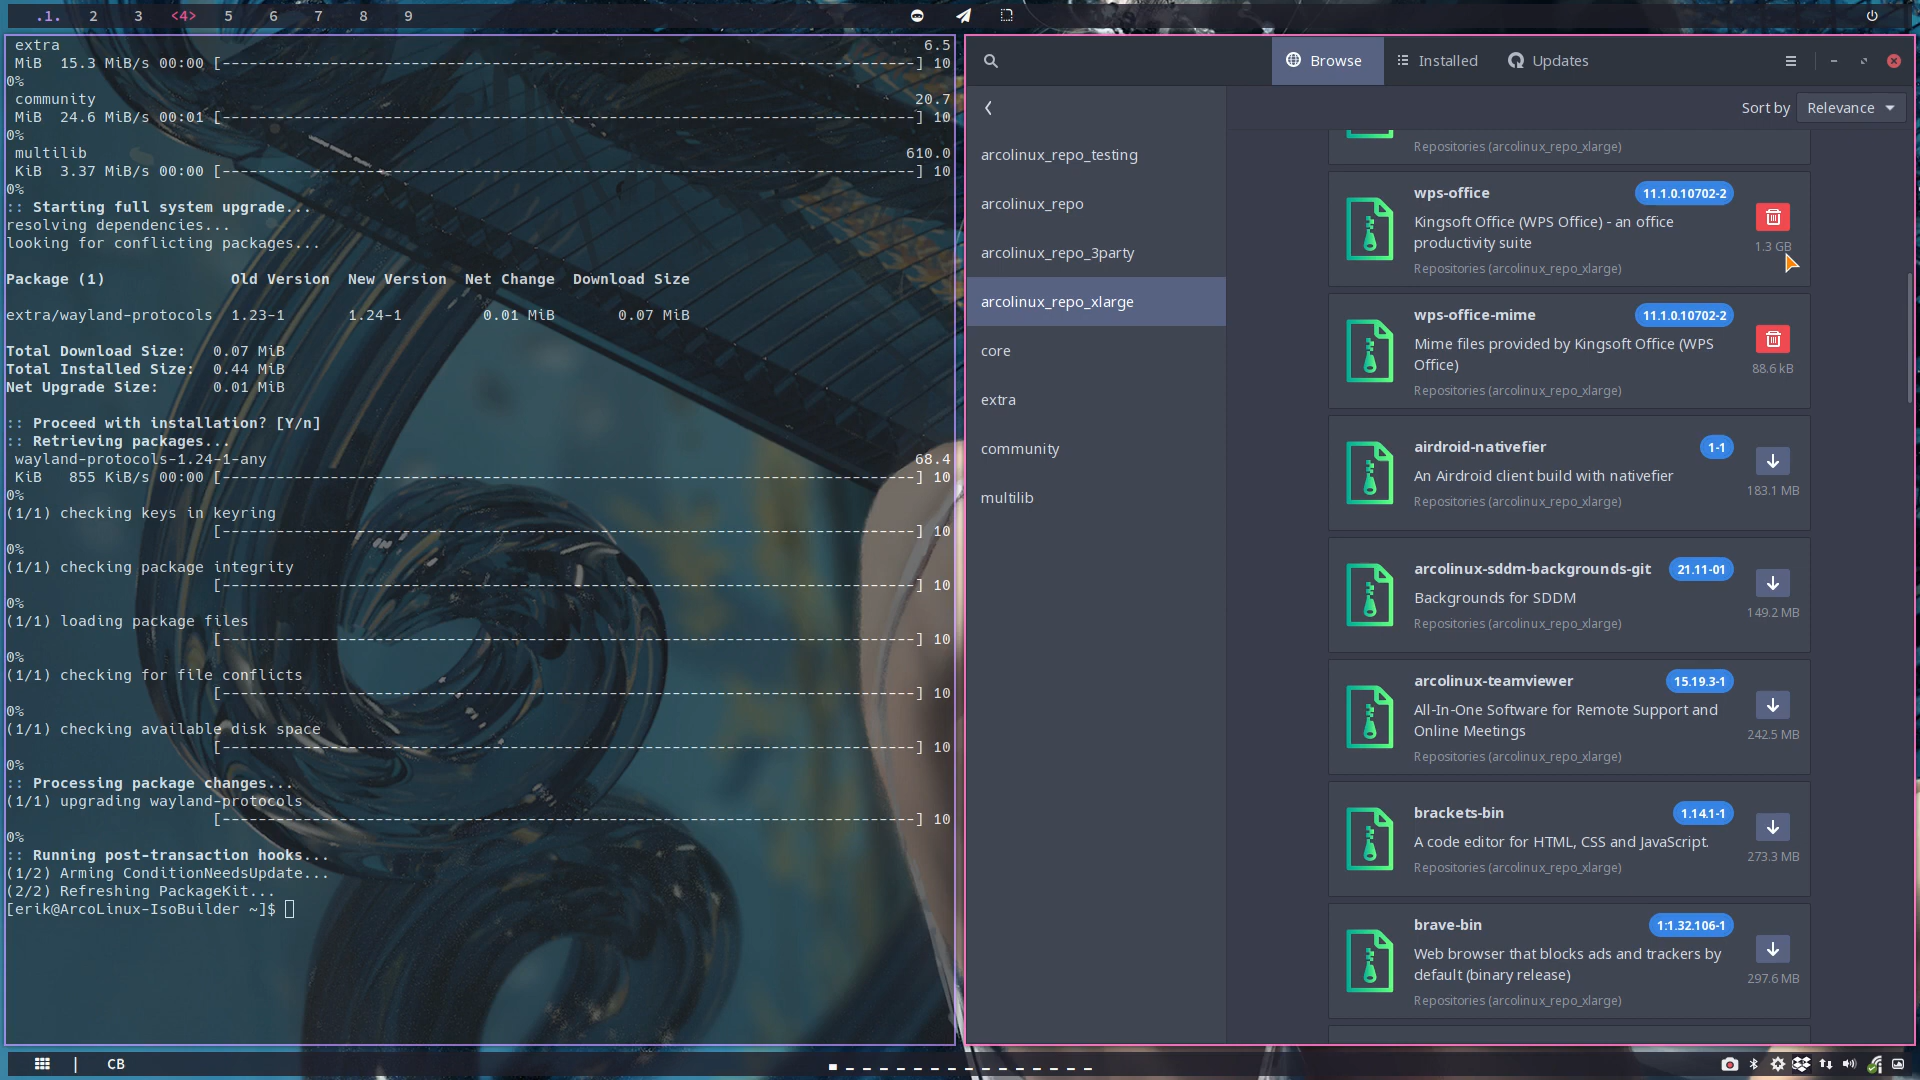 .1. 2 3 <4> 5 6 7 8 9
extra 6.5
MiB 15.3 MiB/s 00:00 [------------------------------------------------------------------------------] 10
0%
community 20.7
MiB 24.6 MiB/s 00:01 [------------------------------------------------------------------------------] 10
0%
multilib 610.0
KiB 3.37 MiB/s 00:00 [------------------------------------------------------------------------------] 10
0%
:: Starting full system upgrade...
resolving dependencies...
looking for conflicting packages...
Package (1) Old Version New Version Net Change Download Size
extra/wayland-protocols 1.23-1 1.24-1 0.01 MiB 0.07 MiB
Total Download Size: 0.07 MiB
Total Installed Size: 0.44 MiB
Net Upgrade Size: 0.01 MiB
:: Proceed with installation? [Y/n]
:: Retrieving packages...
wayland-protocols-1.24-1-any 68.4
KiB 855 KiB/s 00:00 [------------------------------------------------------------------------------] 10
0%
(1/1) checking keys in keyring
[------------------------------------------------------------------------------] 10
0%
(1/1) checking package integrity
[------------------------------------------------------------------------------] 10
0%
(1/1) loading package files
[------------------------------------------------------------------------------] 10
0%
(1/1) checking for file conflicts
[------------------------------------------------------------------------------] 10
0%
(1/1) checking available disk space
[------------------------------------------------------------------------------] 10
0%
:: Processing package changes...
(1/1) upgrading wayland-protocols
[------------------------------------------------------------------------------] 10
0%
:: Running post-transaction hooks...
(1/2) Arming ConditionNeedsUpdate...
(2/2) Refreshing PackageKit...
[erik@ArcoLinux-IsoBuilder ~]$
Browse Installed Updates
Sort by Relevance
arcolinux_repo_testing
arcolinux_repo
arcolinux_repo_3party
arcolinux_repo_xlarge
core
extra
community
multilib
Repositories (arcolinux_repo_xlarge)
wps-office 11.1.0.10702-2
Kingsoft Office (WPS Office) - an office
productivity suite
1.3 GB
Repositories (arcolinux_repo_xlarge)
wps-office-mime 11.1.0.10702-2
Mime files provided by Kingsoft Office (WPS
Office)
88.6 kB
Repositories (arcolinux_repo_xlarge)
airdroid-nativefier 1-1
An Airdroid client build with nativefier
183.1 MB
Repositories (arcolinux_repo_xlarge)
arcolinux-sddm-backgrounds-git 21.11-01
Backgrounds for SDDM
149.2 MB
Repositories (arcolinux_repo_xlarge)
arcolinux-teamviewer 15.19.3-1
All-In-One Software for Remote Support and
Online Meetings
242.5 MB
Repositories (arcolinux_repo_xlarge)
brackets-bin 1.14.1-1
A code editor for HTML, CSS and JavaScript.
273.3 MB
Repositories (arcolinux_repo_xlarge)
brave-bin 1:1.32.106-1
Web browser that blocks ads and trackers by
default (binary release)
297.6 MB
Repositories (arcolinux_repo_xlarge)
| CB